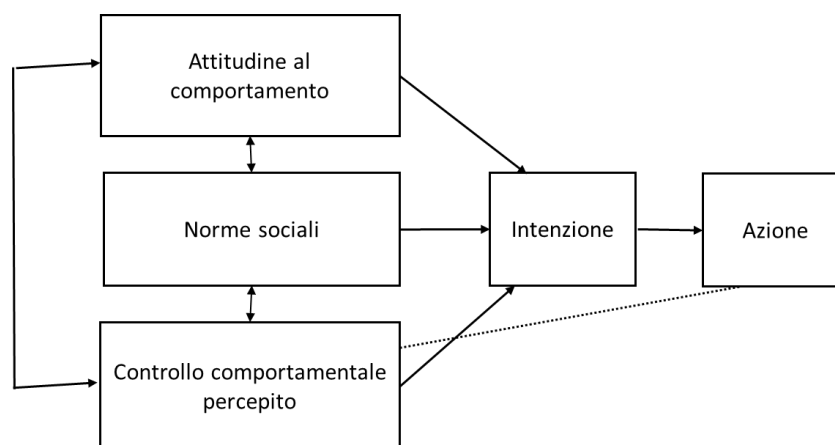 Attitudine al
comportamento
Norme sociali
Intenzione
Azione
Controllo comportamentale
percepito